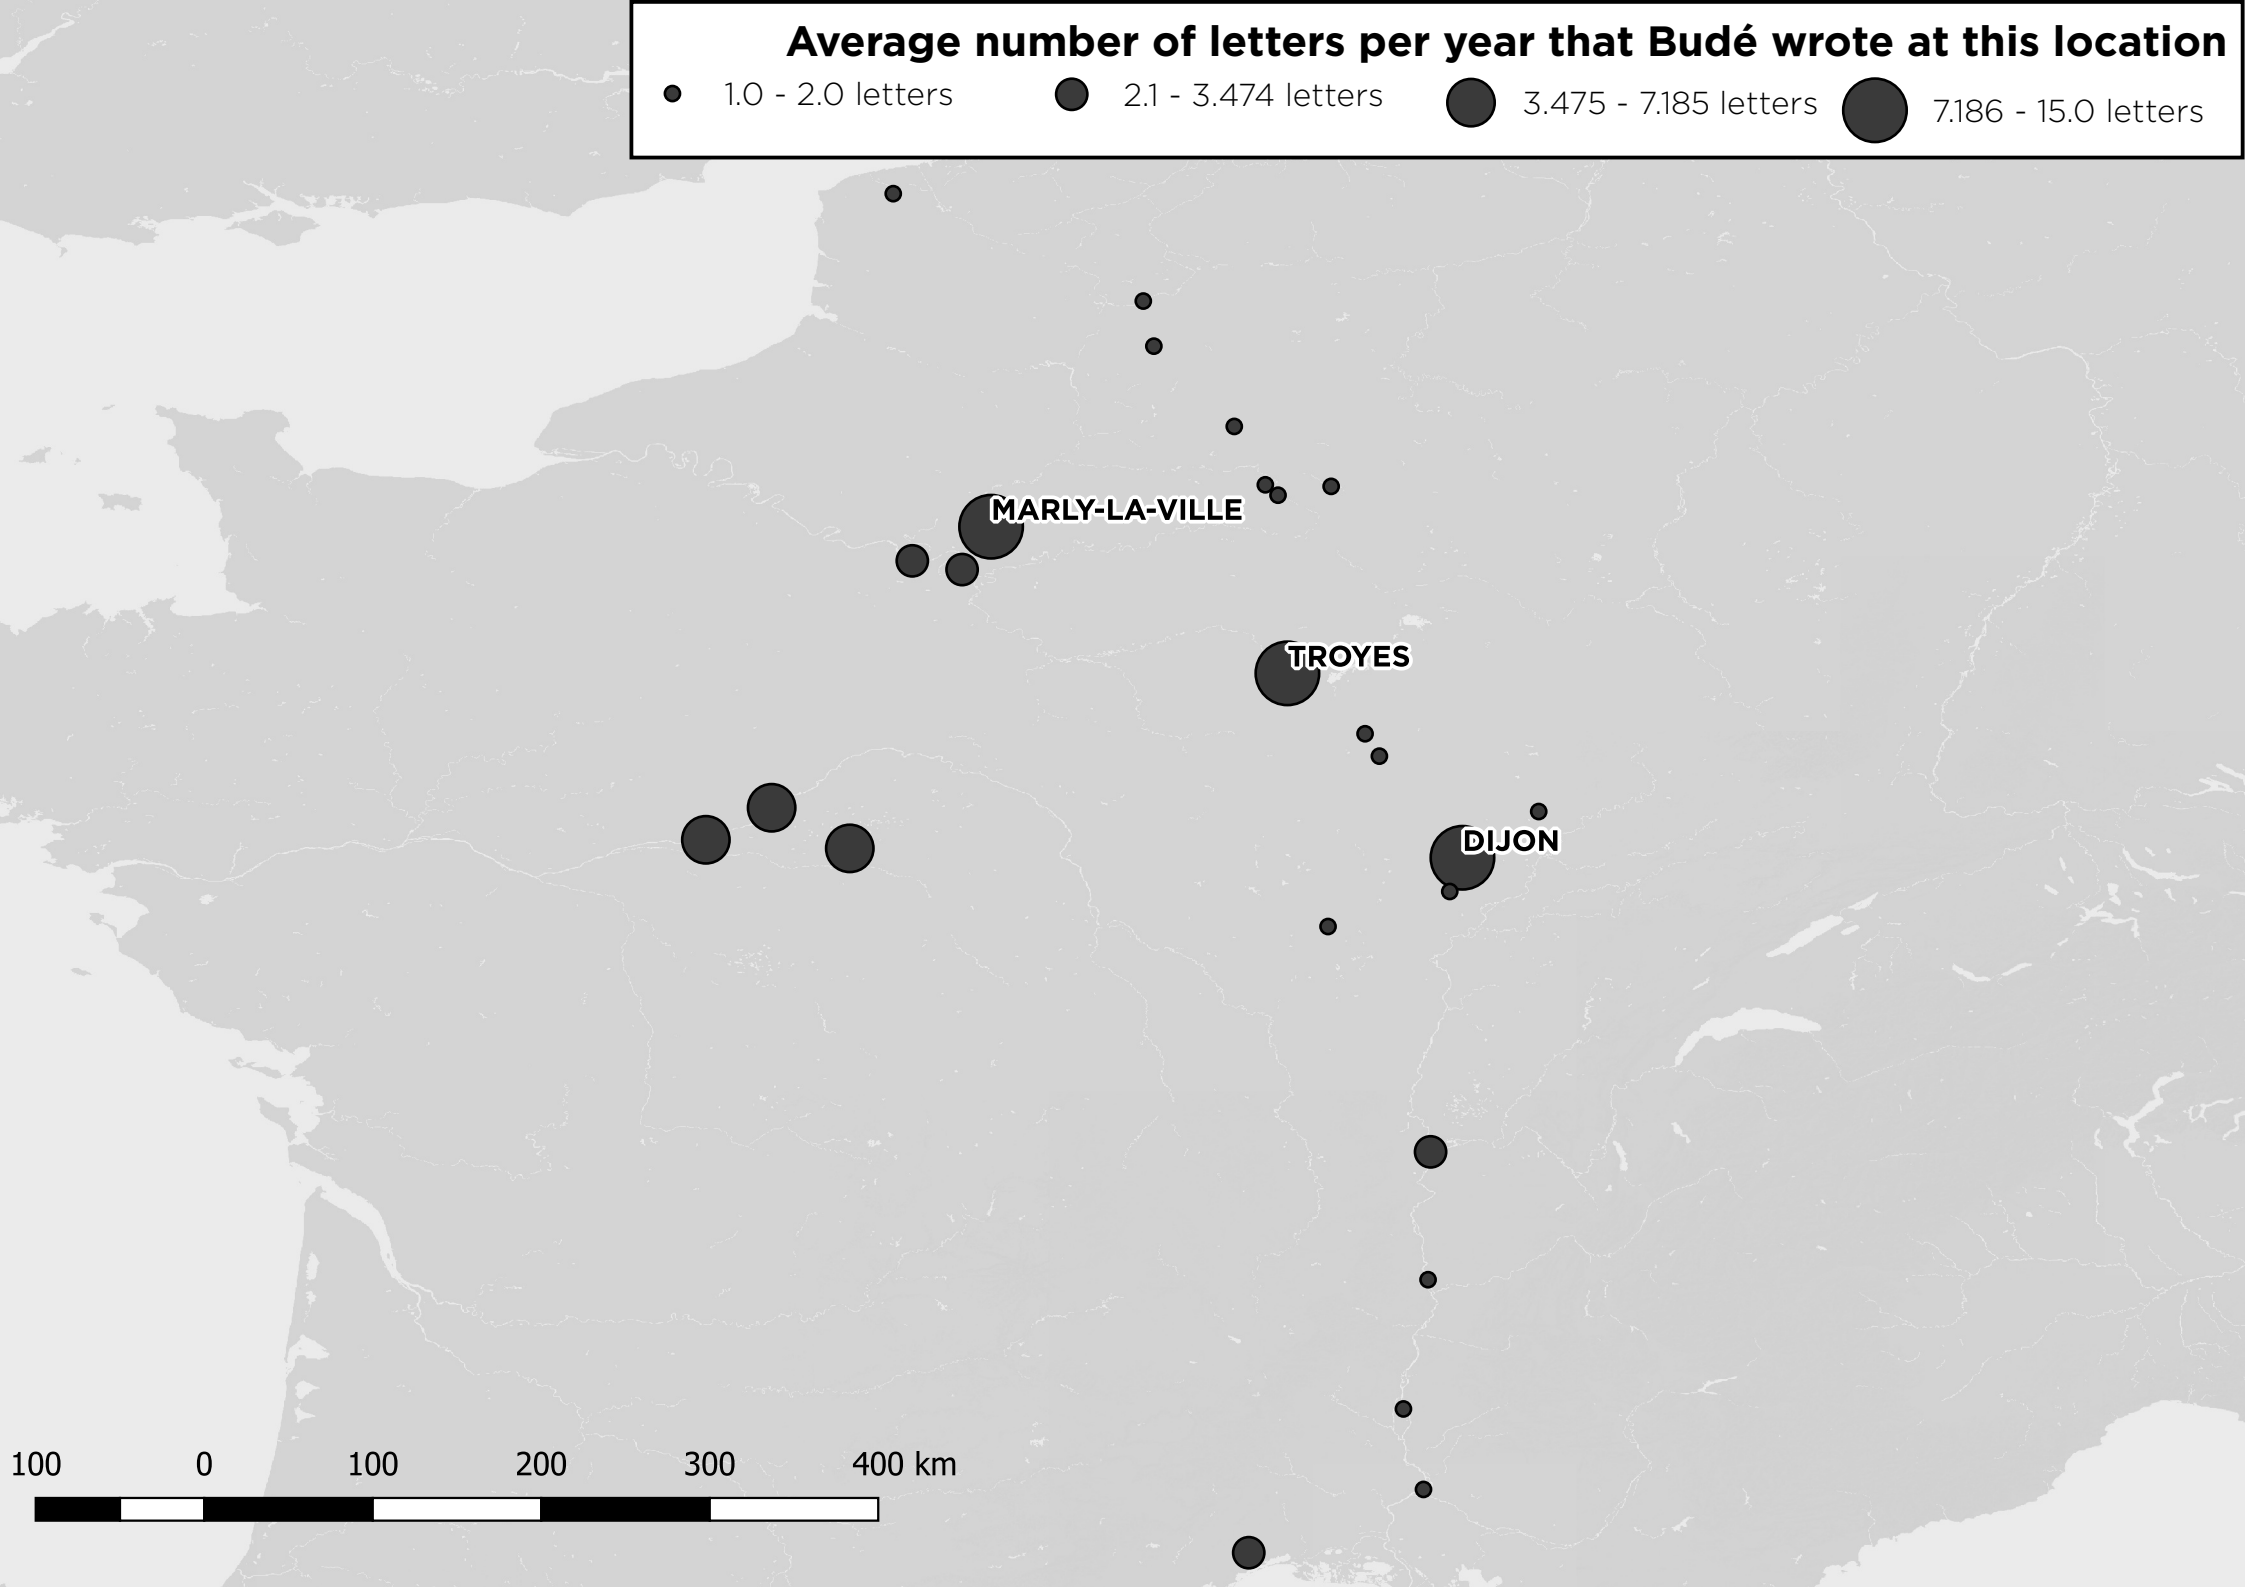 Average number of letters per year that Budé wrote at this location
1.0 - 2.0 letters
2.1 - 3.474 letters
3.475 - 7.185 letters
7.186 - 15.0 letters
MARLY-LA-VILLE
TROYES
DIJON
100 0 100 200 300 400 km